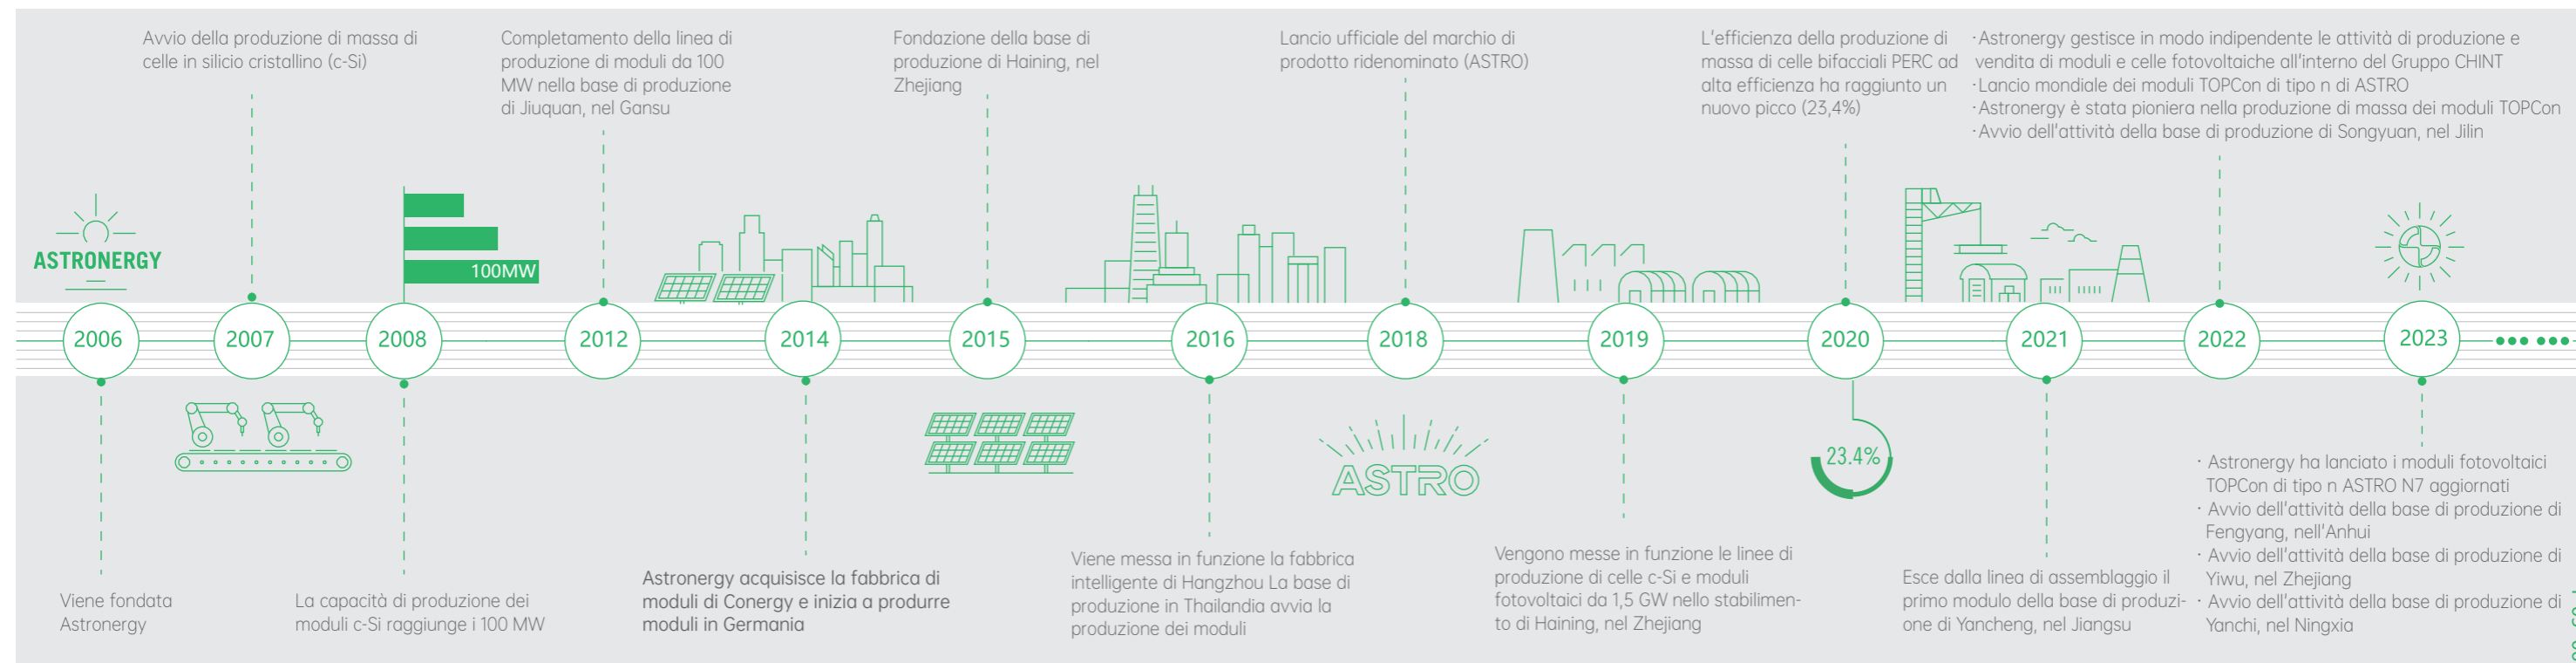 Avvio della produzione di massa di
celle in silicio cristallino (c-Si)
Completamento della linea di
produzione di moduli da 100
MW nella base di produzione
di Jiuquan, nel Gansu
Fondazione della base di
produzione di Haining, nel
Zhejiang
Lancio ufficiale del marchio di
prodotto ridenominato (ASTRO)
L'efficienza della produzione di
massa di celle bifacciali PERC ad
alta efficienza ha raggiunto un
nuovo picco (23,4%)
·Astronergy gestisce in modo indipendente le attività di produzione e
vendita di moduli e celle fotovoltaiche all'interno del Gruppo CHINT
·Lancio mondiale dei moduli TOPCon di tipo n di ASTRO
·Astronergy è stata pioniera nella produzione di massa dei moduli TOPCon
·Avvio dell'attività della base di produzione di Songyuan, nel Jilin
ASTRONERGY
100MW
2006
2007
2008
2012
2014
2015
2016
2018
2019
2020
2021
2022
2023
ASTRO
23.4%
Viene fondata
Astronergy
La capacità di produzione dei
moduli c-Si raggiunge i 100 MW
Astronergy acquisisce la fabbrica di
moduli di Conergy e inizia a produrre
moduli in Germania
Viene messa in funzione la fabbrica
intelligente di Hangzhou La base di
produzione in Thailandia avvia la
produzione dei moduli
Vengono messe in funzione le linee di
produzione di celle c-Si e moduli
fotovoltaici da 1,5 GW nello stabilimen-
to di Haining, nel Zhejiang
Esce dalla linea di assemblaggio il
primo modulo della base di produzi-
one di Yancheng, nel Jiangsu
· Astronergy ha lanciato i moduli fotovoltaici
TOPCon di tipo n ASTRO N7 aggiornati
· Avvio dell'attività della base di produzione di
Fengyang, nell'Anhui
· Avvio dell'attività della base di produzione di
Yiwu, nel Zhejiang
· Avvio dell'attività della base di produzione di
Yanchi, nel Ningxia